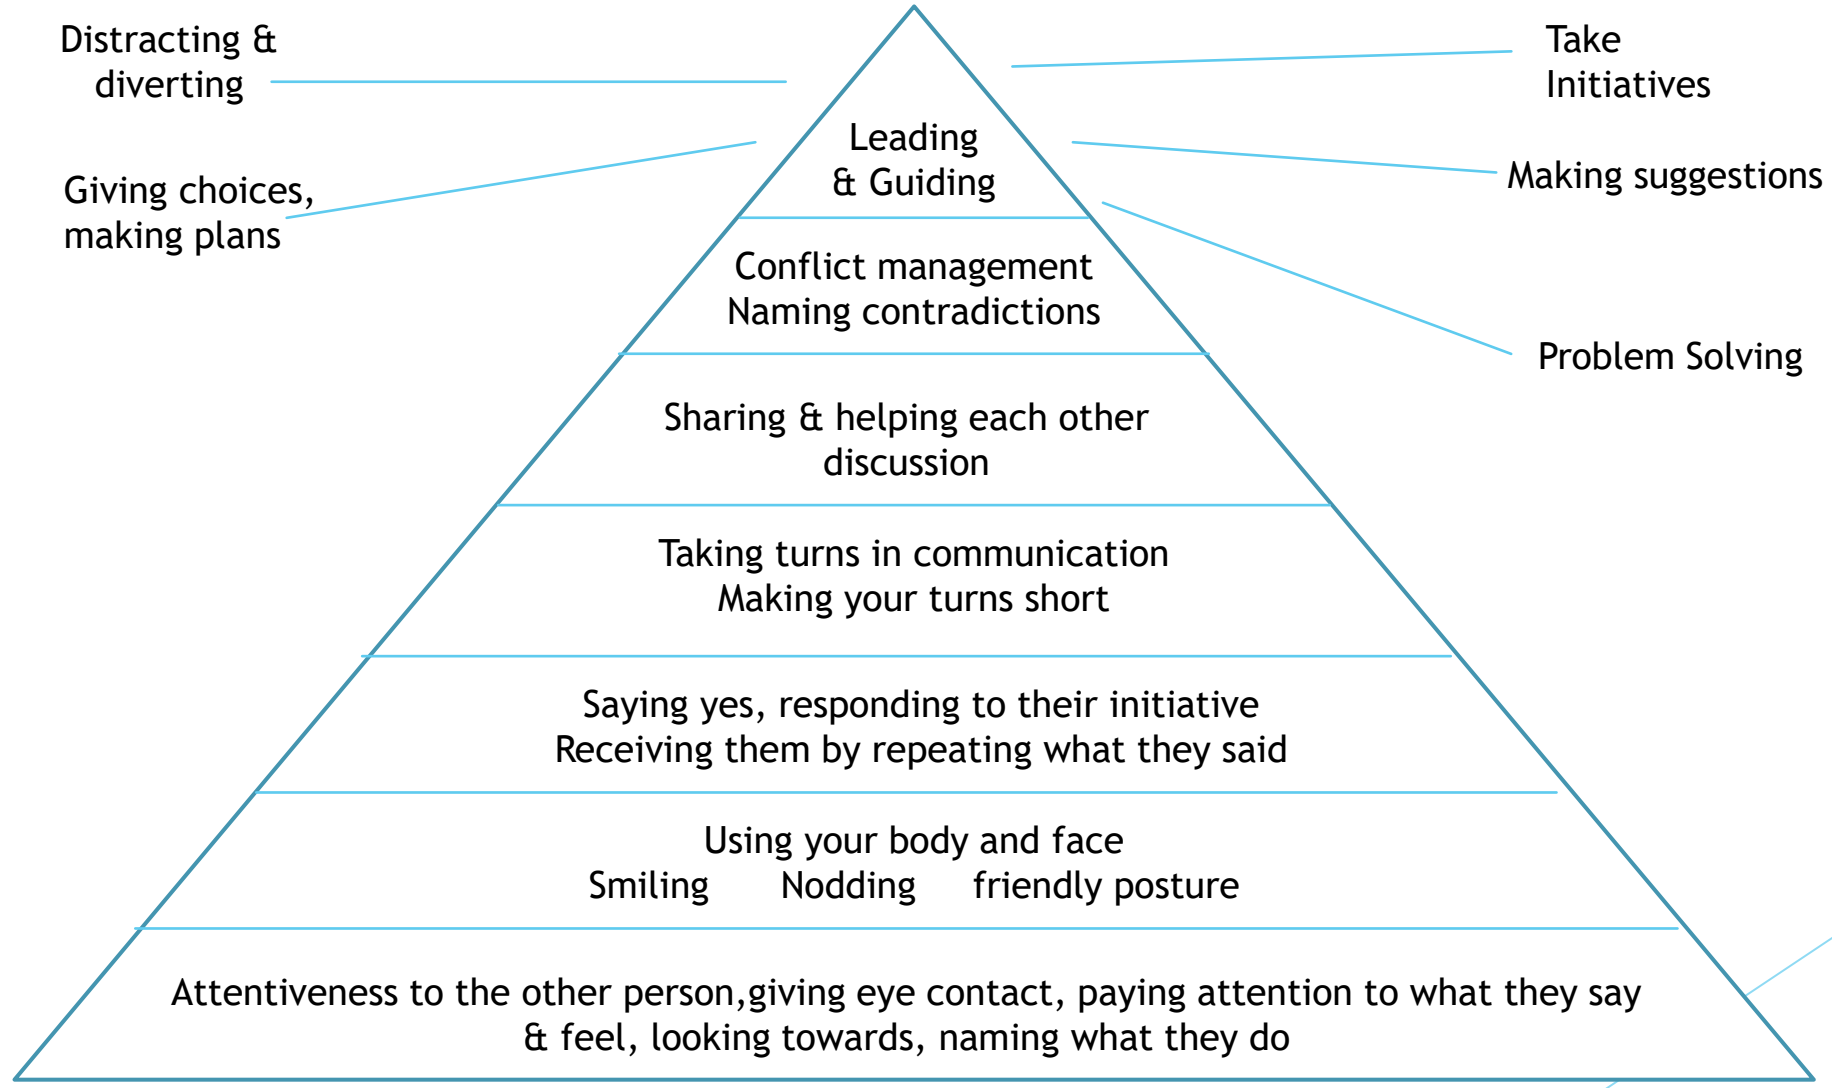 Distracting &
diverting
Take
Initiatives
Leading
& Guiding
Giving choices,
making plans
Making suggestions
Conflict management
Naming contradictions
Problem Solving
Sharing & helping each other
discussion
Taking turns in communication
Making your turns short
Saying yes, responding to their initiative
Receiving them by repeating what they said
Using your body and face
Smiling Nodding friendly posture
Attentiveness to the other person,giving eye contact, paying attention to what they say
& feel, looking towards, naming what they do